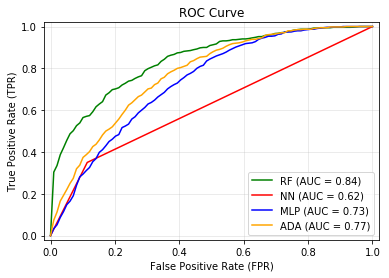 ROC Curve
True Positive Rate (TPR)
1.0
0.8
0.6
0.4
0.2
0.0
RF (AUC = 0.84)
NN (AUC = 0.62)
MLP (AUC = 0.73)
ADA (AUC = 0.77)
0.0 0.2 0.4 0.6 0.8 1.0
False Positive Rate (FPR)